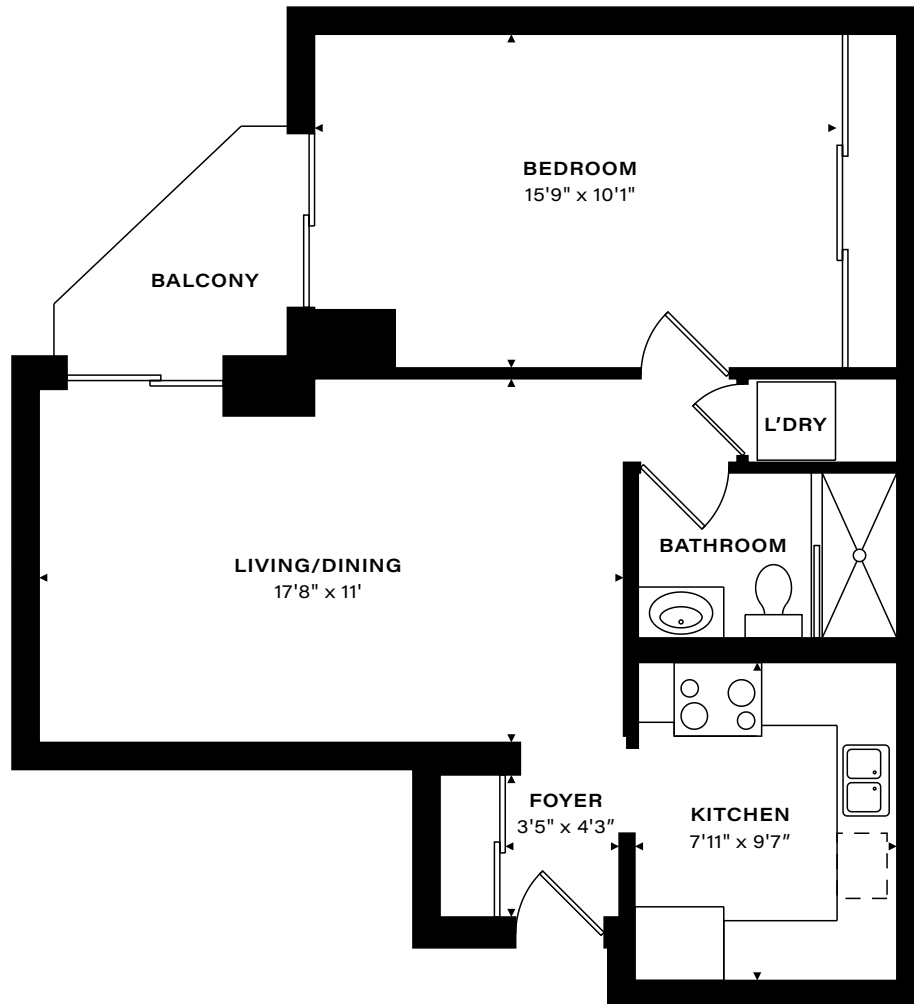 BEDROOM
15'9" x 10'1"
BALCONY
L'DRY
BATHROOM
LIVING/DINING
17'8" x 11'
FOYER
3'5" x 4'3"
KITCHEN
7'11" x 9'7"